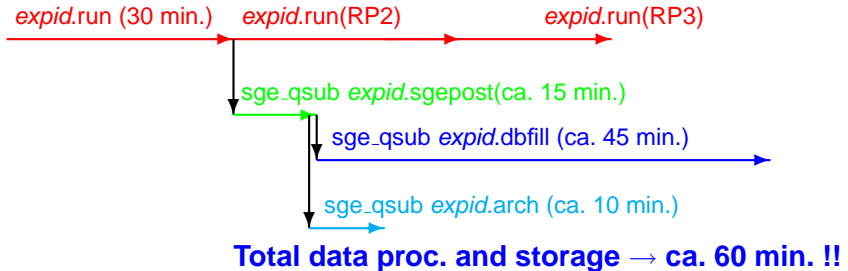 expid.run (30 min.) expid.run(RP2) expid.run(RP3)
sge_qsub expid.sgepost(ca. 15 min.)
sge_qsub expid.dbfill (ca. 45 min.)
sge_qsub expid.arch (ca. 10 min.)
Total data proc. and storage → ca. 60 min. !!